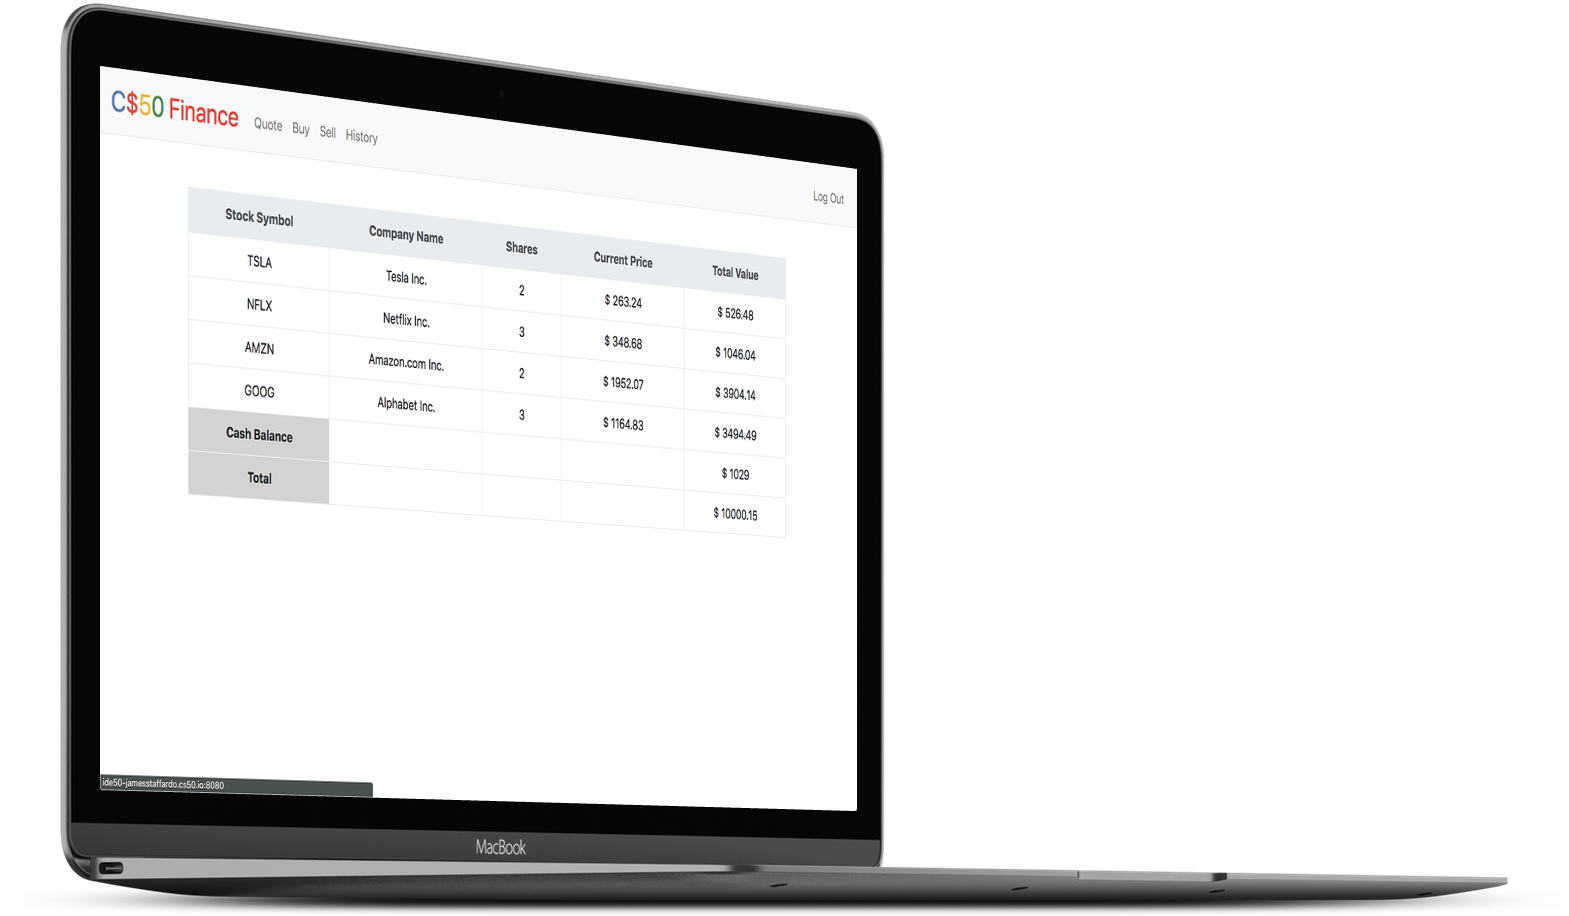 C$50 Finance Quote Buy Sell History
Log Out
Stock Symbol Company Name Shares Current Price Total Value
TSLA Tesla Inc. 2 $ 263.24 $ 526.48
NFLX Netflix Inc. 3 $ 348.68 $ 1046.04
AMZN Amazon.com Inc. 2 $ 1952.07 $ 3904.14
GOOG Alphabet Inc. 3 $ 1164.83 $ 3494.49
Cash Balance $ 1029
Total $ 10000.15
ide50-jamesstaffardo.cs50.io:8080
MacBook